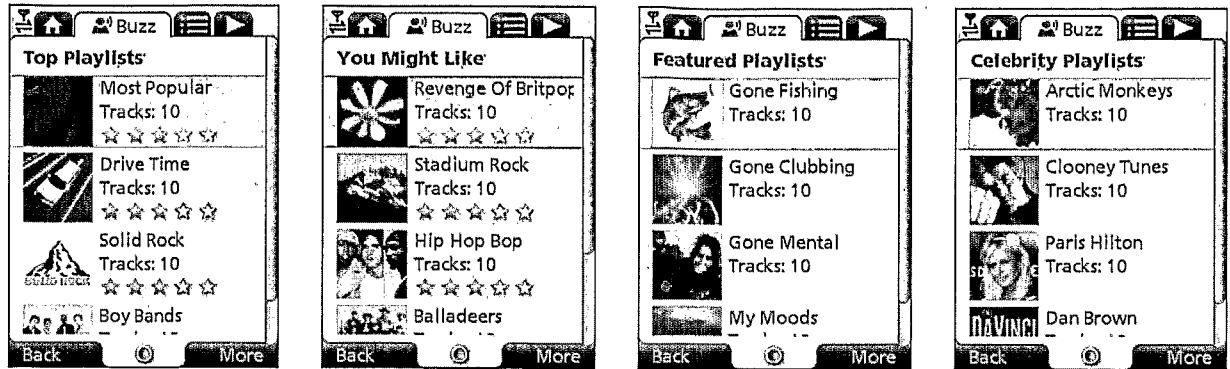 Buzz
Top Playlists
Most Popular
Tracks: 10
Drive Time
Tracks: 10
Solid Rock
Tracks: 10
SOLID ROCK
Boy Bands
Back
More
Buzz
You Might Like
Revenge Of Britpop
Tracks: 10
Stadium Rock
Tracks: 10
Hip Hop Bop
Tracks: 10
Balladeers
Back
More
Buzz
Featured Playlists
Gone Fishing
Tracks: 10
Gone Clubbing
Tracks: 10
Gone Mental
Tracks: 10
My Moods
Back
More
Buzz
Celebrity Playlists
Arctic Monkeys
Tracks: 10
Clooney Tunes
Tracks: 10
Paris Hilton
Tracks: 10
Dan Brown
DAVINCI
Back
More